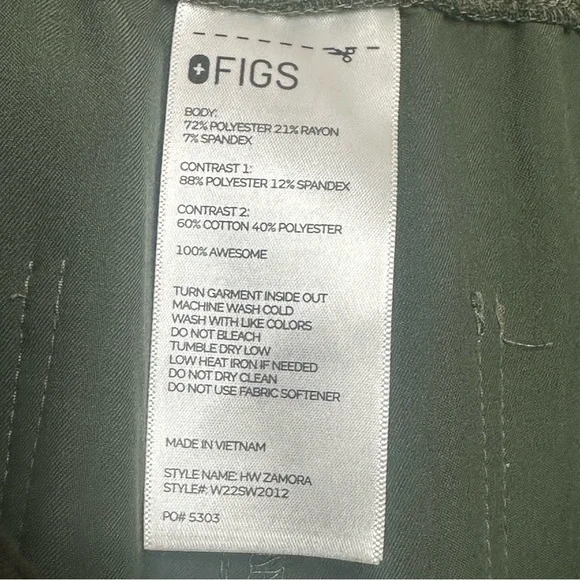 FIGS
BODY:
72% POLYESTER 21% RAYON
7% SPANDEX
CONTRAST 1:
88% POLYESTER 12% SPANDEX
CONTRAST 2:
60% COTTON 40% POLYESTER
100% AWESOME
TURN GARMENT INSIDE OUT
MACHINE WASH COLD
WASH WITH LIKE COLORS
DO NOT BLEACH
TUMBLE DRY LOW
LOW HEAT IRON IF NEEDED
DO NOT DRY CLEAN
DO NOT USE FABRIC SOFTENER
MADE IN VIETNAM
STYLE NAME: HW ZAMORA
STYLE#: W22SW2012
PO# 5303